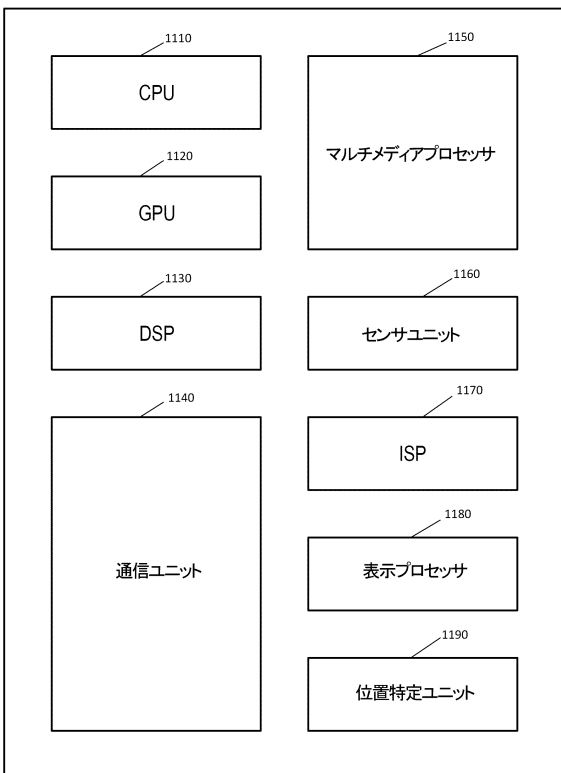 1110
CPU
1120
GPU
1130
DSP
1140
通信ユニット
1150
マルチメディアプロセッサ
1160
センサユニット
1170
ISP
1180
表示プロセッサ
1190
位置特定ユニット